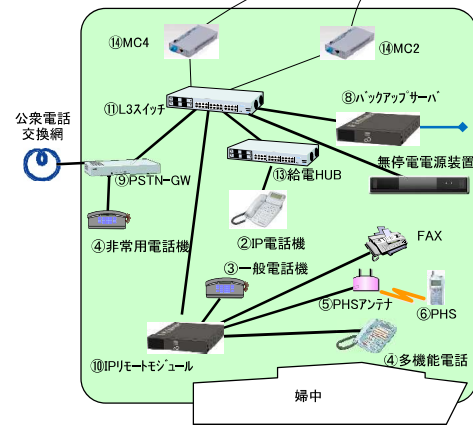 ⑭MC4
⑭MC2
⑪L3スイッチ
⑧バックアップサーバ
公衆電話
交換網
無停電電源装置
⑬給電HUB
⑨PSTN-GW
②IP電話機
④非常用電話機
FAX
③一般電話機
⑤PHSアンテナ
⑥PHS
④多機能電話
⑩IPリモートモジュール
婦中